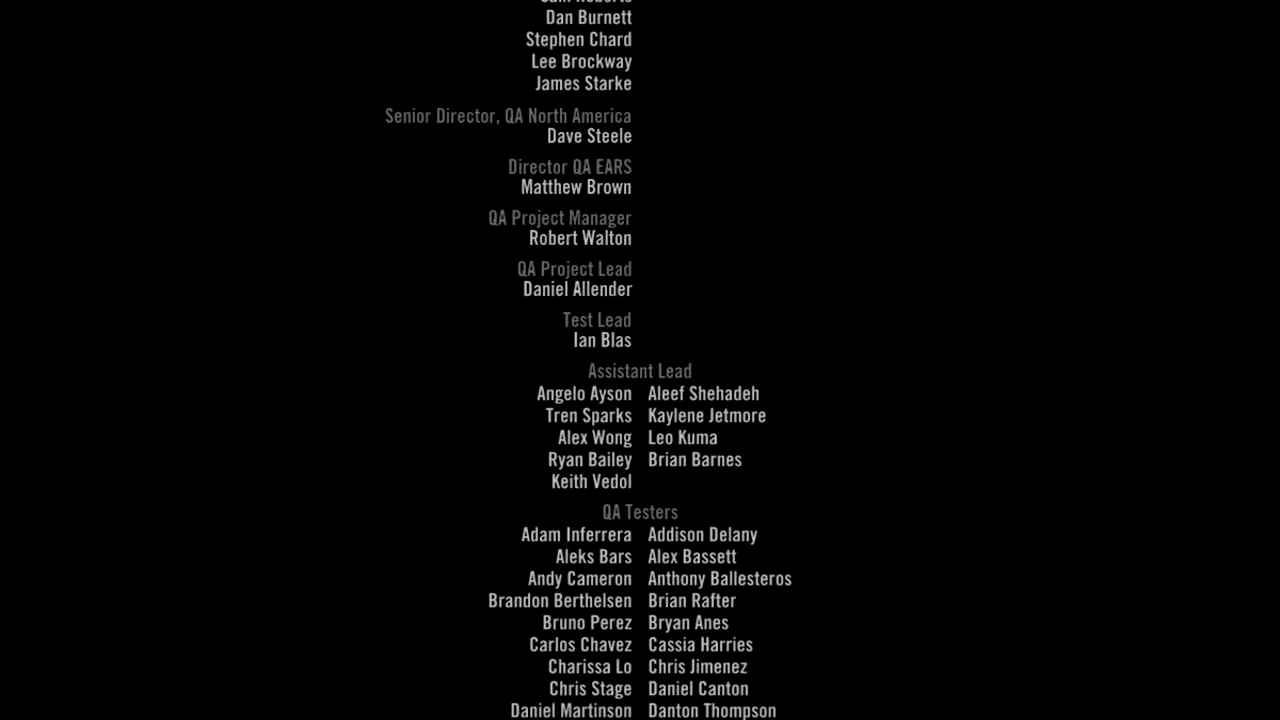 Dan Burnett
Stephen Chard
Lee Brockway
James Starke
Senior Director, QA North America
Dave Steele
Director QA EARS
Matthew Brown
QA Project Manager
Robert Walton
QA Project Lead
Daniel Allender
Test Lead
Ian Blas
Assistant Lead
Angelo Ayson Aleef Shehadeh
Tren Sparks Kaylene Jetmore
Alex Wong Leo Kuma
Ryan Bailey Brian Barnes
Keith Vedol
QA Testers
Adam Inferrera Addison Delany
Aleks Bars Alex Bassett
Andy Cameron Anthony Ballesteros
Brandon Berthelsen Brian Rafter
Bruno Perez Bryan Anes
Carlos Chavez Cassia Harries
Charissa Lo Chris Jimenez
Chris Stage Daniel Canton
Daniel Martinson Danton Thompson